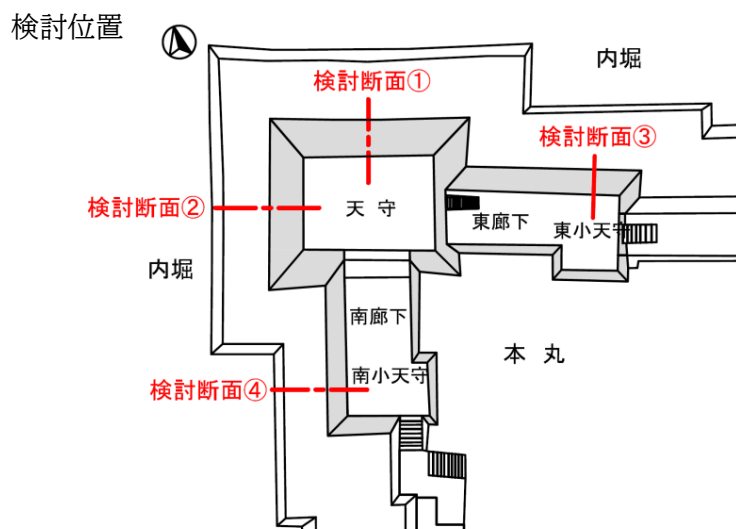 検討位置
内堀
検討断面①
検討断面③
検討断面②
天 守
東廊下
東小天守
内堀
南廊下
本 丸
検討断面④
南小天守